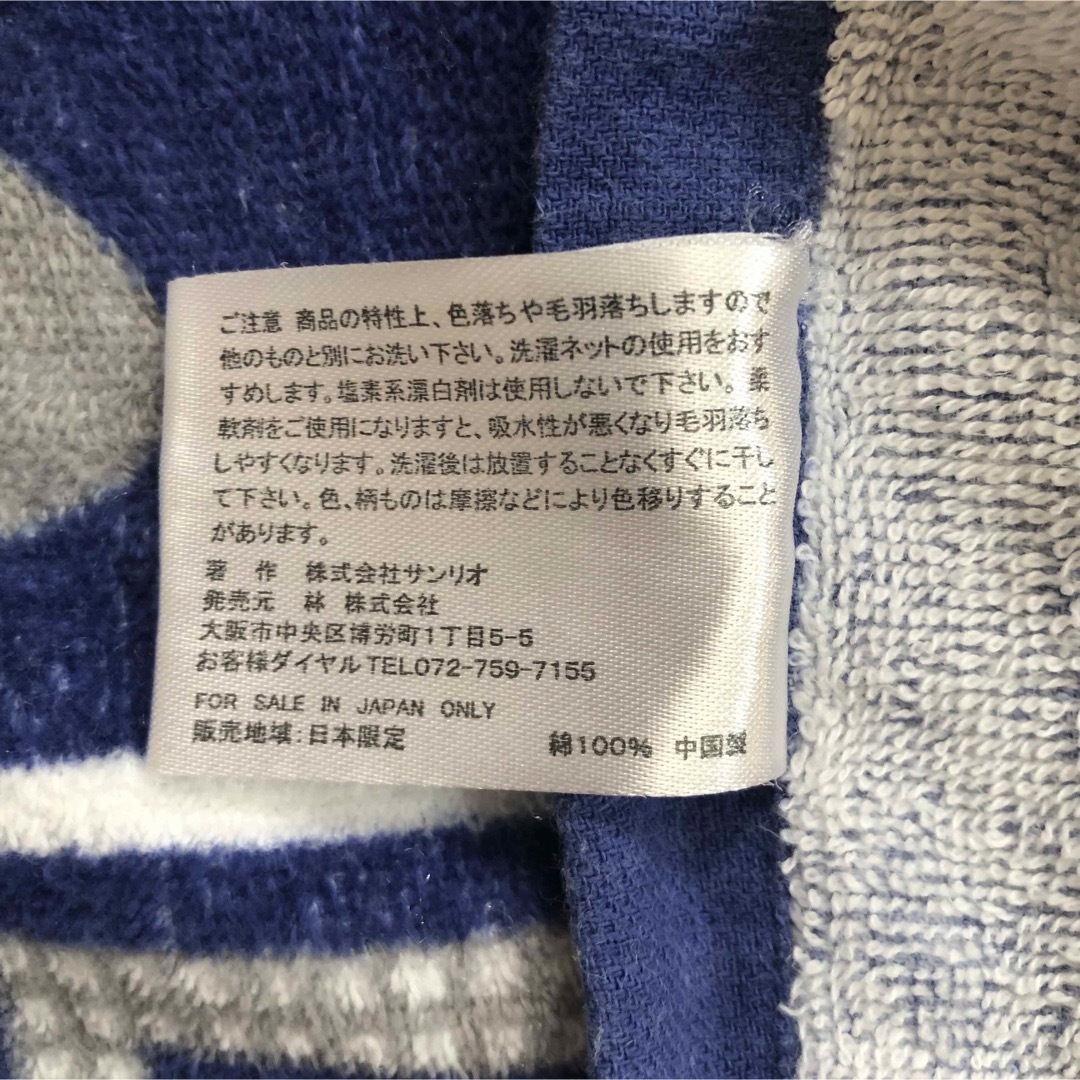 ご注意 商品の特性上、色落ちや毛羽落ちしますので
他のものと別にお洗い下さい。洗濯ネットの使用をおす
すめします。塩素系漂白剤は使用しないで下さい。柔
軟剤をご使用になりますと、吸水性が悪くなり毛羽落ち
しやすくなります。洗濯後は放置することなくすぐに干し
て下さい。色、柄ものは摩擦などにより色移りすること
があります。
著 作 株式会社サンリオ
発売元 林 株式会社
大阪市中央区博労町1丁目5-5
お客様ダイヤルTEL072-759-7155
FOR SALE IN JAPAN ONLY
販売地域:日本限定 綿100% 中国製